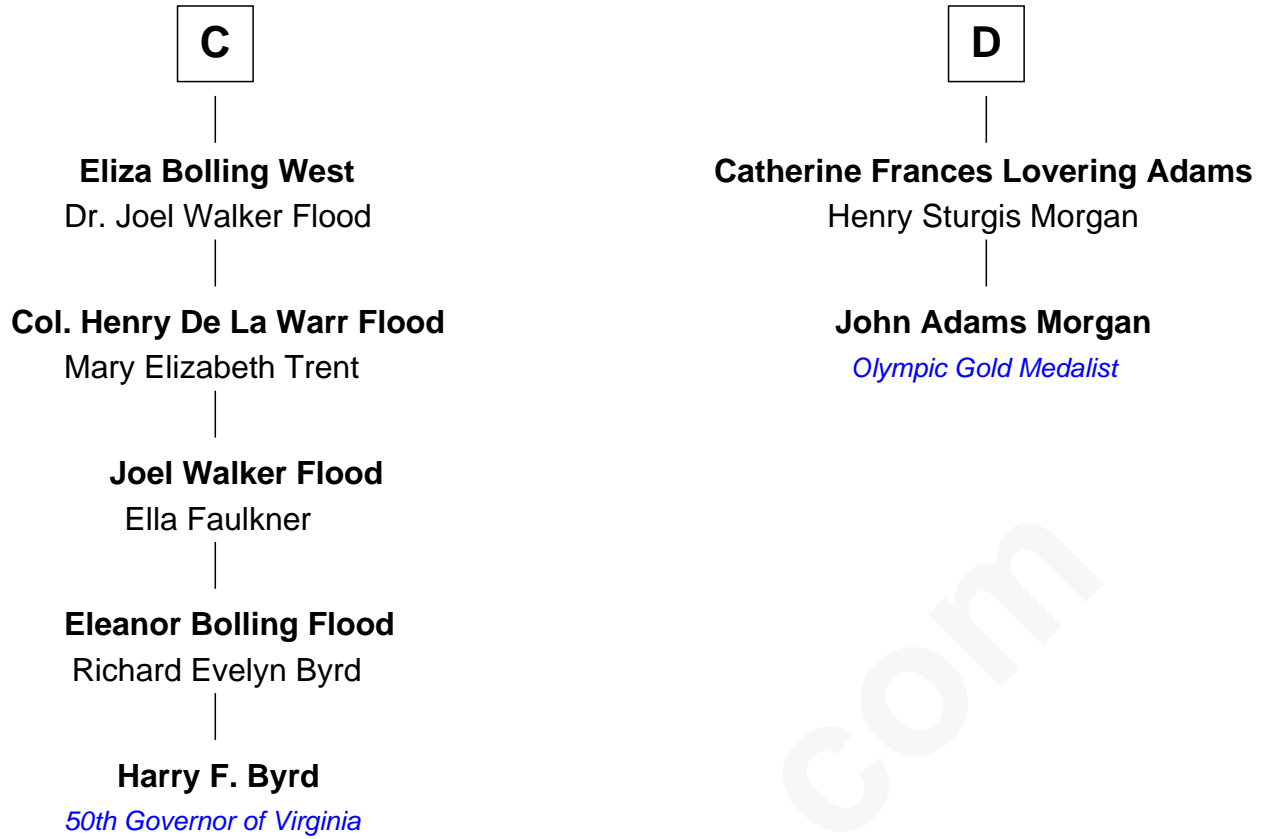 C
Eliza Bolling West
Dr. Joel Walker Flood
Col. Henry De La Warr Flood
Mary Elizabeth Trent
Joel Walker Flood
Ella Faulkner
Eleanor Bolling Flood
Richard Evelyn Byrd
Harry F. Byrd
50th Governor of Virginia
D
Catherine Frances Lovering Adams
Henry Sturgis Morgan
John Adams Morgan
Olympic Gold Medalist
com